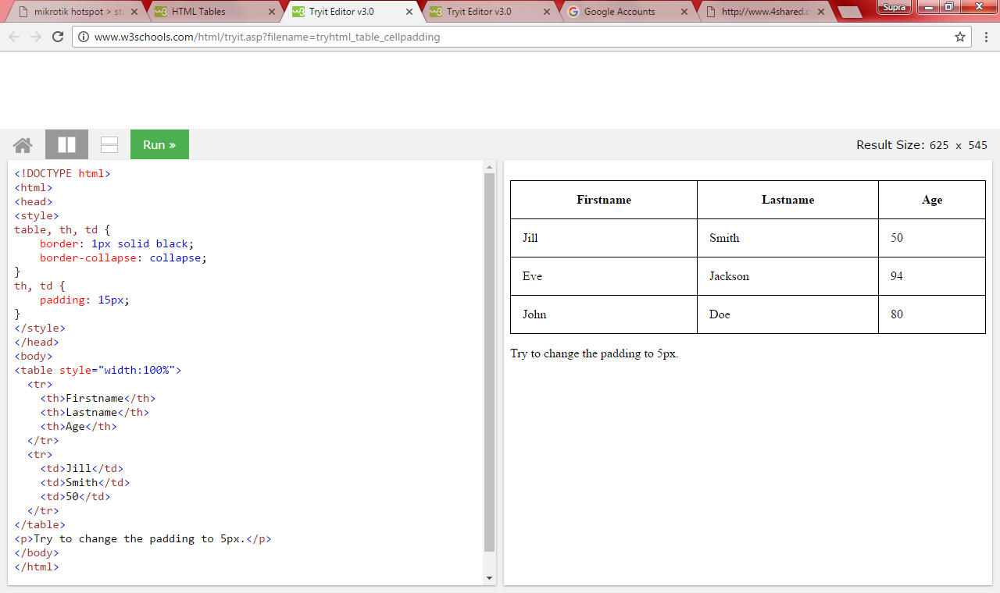 mikrotik hotspot > sta
HTML Tables
Tryit Editor v3.0
Tryit Editor v3.0
Google Accounts
http://www.4shared.c
Supra
www.w3schools.com/html/tryit.asp?filename=tryhtml_table_cellpadding
Run »
Result Size: 625 x 545
<!DOCTYPE html>
<html>
<head>
<style>
table, th, td {
    border: 1px solid black;
    border-collapse: collapse;
}
th, td {
    padding: 15px;
}
</style>
</head>
<body>
<table style="width:100%">
  <tr>
    <th>Firstname</th>
    <th>Lastname</th>
    <th>Age</th>
  </tr>
  <tr>
    <td>Jill</td>
    <td>Smith</td>
    <td>50</td>
  </tr>
</table>
<p>Try to change the padding to 5px.</p>
</body>
</html>
Firstname Lastname Age
Jill Smith 50
Eve Jackson 94
John Doe 80
Try to change the padding to 5px.